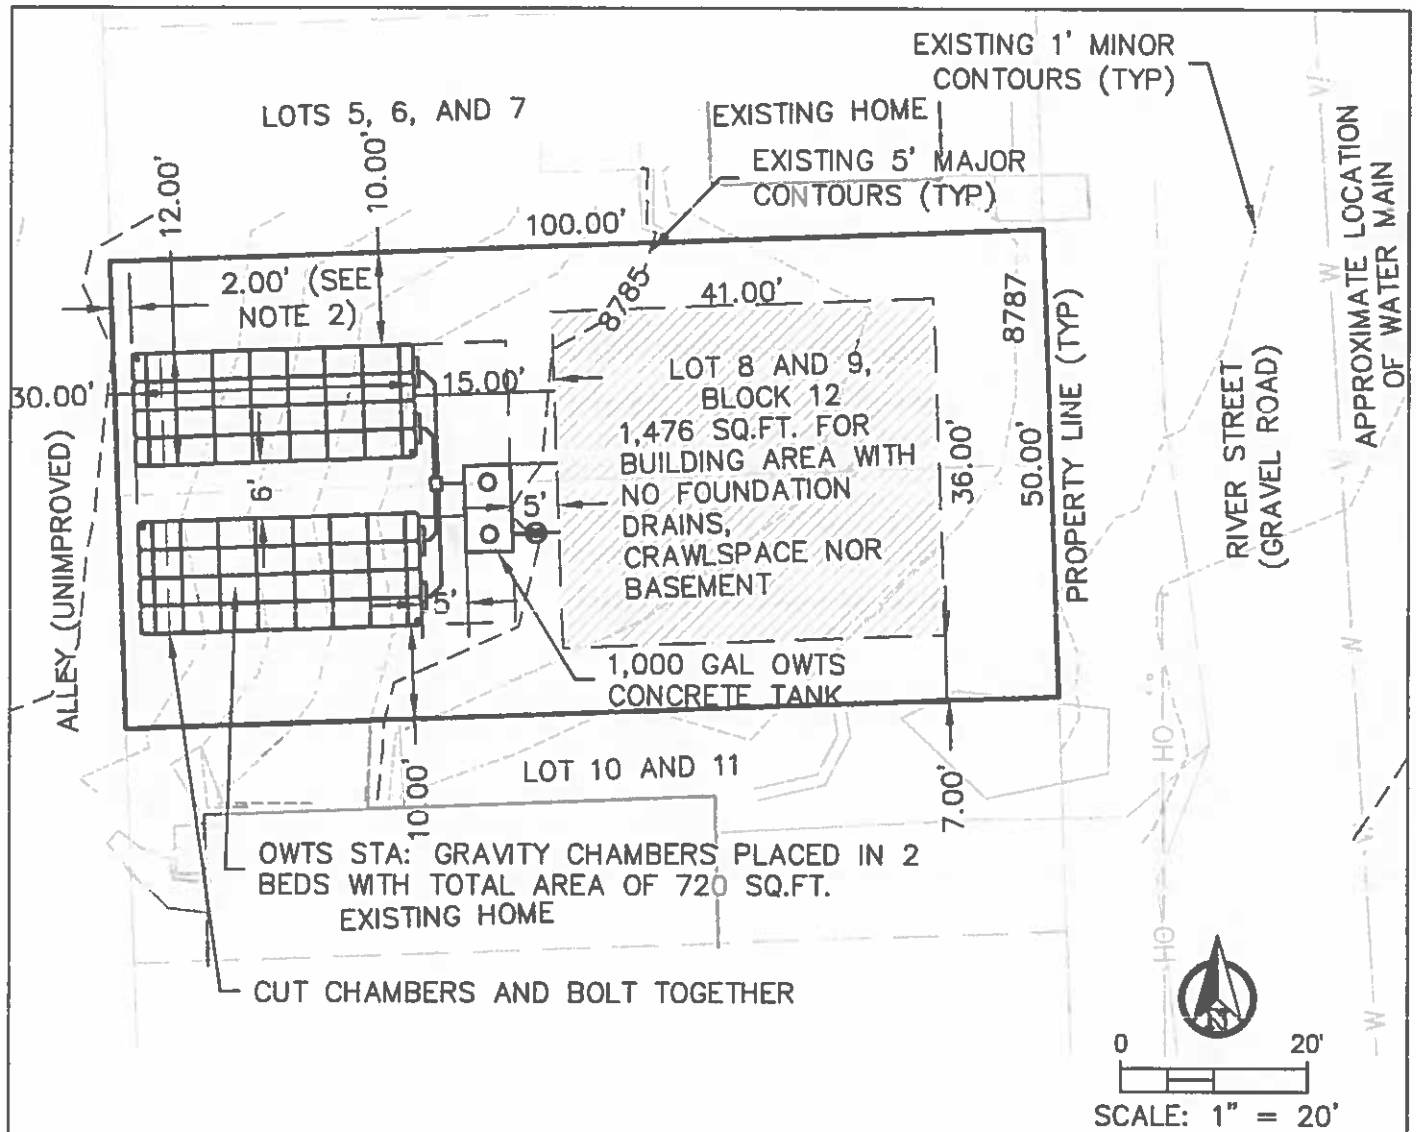 EXISTING 1' MINOR
CONTOURS (TYP)
LOTS 5, 6, AND 7
EXISTING HOME
EXISTING 5' MAJOR
CONTOURS (TYP)
APPROXIMATE LOCATION
OF WATER MAIN
12.00'
10.00'
100.00'
2.00' (SEE
NOTE 2)
8785
41.00'
8787
PROPERTY LINE (TYP)
RIVER STREET
(GRAVEL ROAD)
30.00'
15.00'
LOT 8 AND 9,
BLOCK 12
1,476 SQ.FT. FOR
BUILDING AREA WITH
NO FOUNDATION
DRAINS,
CRAWLSPACE NOR
BASEMENT
36.00'
50.00'
ALLEY (UNIMPROVED)
6'
5'
5'
1,000 GAL OWTS
CONCRETE TANK
LOT 10 AND 11
10.00'
7.00'
OWTS STA: GRAVITY CHAMBERS PLACED IN 2
BEDS WITH TOTAL AREA OF 720 SQ.FT.
EXISTING HOME
CUT CHAMBERS AND BOLT TOGETHER
OH
OH
W
W
W
W
W
W
N
0 20'
SCALE: 1" = 20'